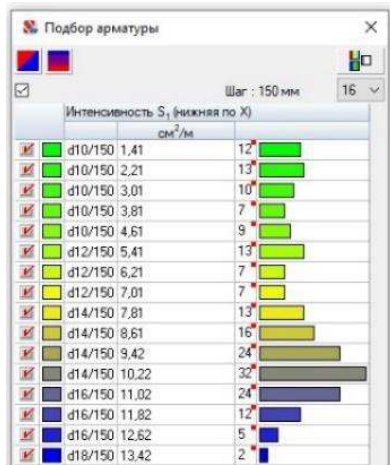 Подбор арматуры
Шаг : 150 мм 16
Интенсивность S1 (нижняя по X)
см²/м
d10/150 1,41 12
d10/150 2,21 13
d10/150 3,01 10
d10/150 3,81 7
d10/150 4,61 9
d12/150 5,41 13
d12/150 6,21 7
d12/150 7,01 7
d14/150 7,81 13
d14/150 8,61 16
d14/150 9,42 24
d14/150 10,22 32
d16/150 11,02 24
d16/150 11,82 12
d16/150 12,62 5
d18/150 13,42 2